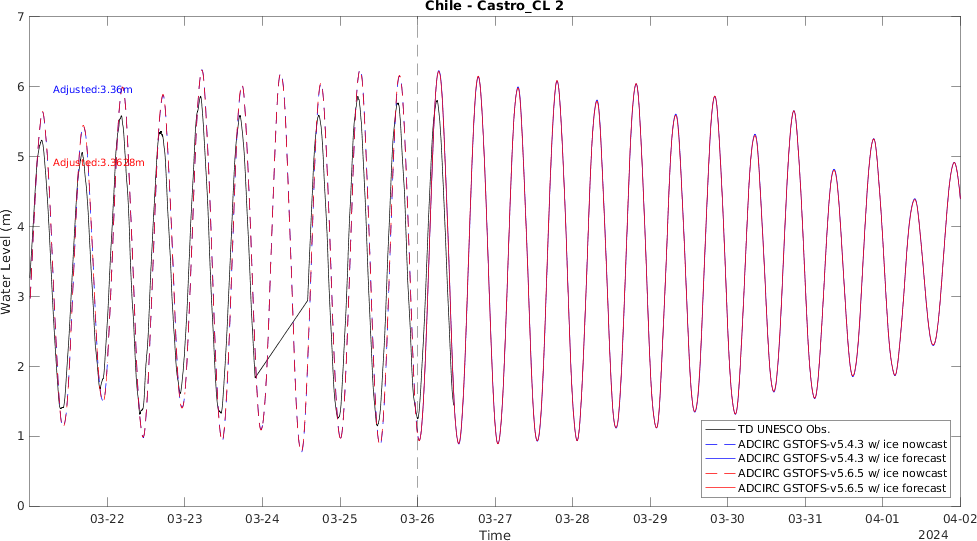 Chile - Castro_CL 2
7
6
5
4
3
2
1
0
Water Level (m)
Adjusted:3.36m
Adjusted:3.3628m
TD UNESCO Obs.
ADCIRC GSTOFS-v5.4.3 w/ ice nowcast
ADCIRC GSTOFS-v5.4.3 w/ ice forecast
ADCIRC GSTOFS-v5.6.5 w/ ice nowcast
ADCIRC GSTOFS-v5.6.5 w/ ice forecast
03-22 03-23 03-24 03-25 03-26 03-27 03-28 03-29 03-30 03-31 04-01 04-02
Time
2024